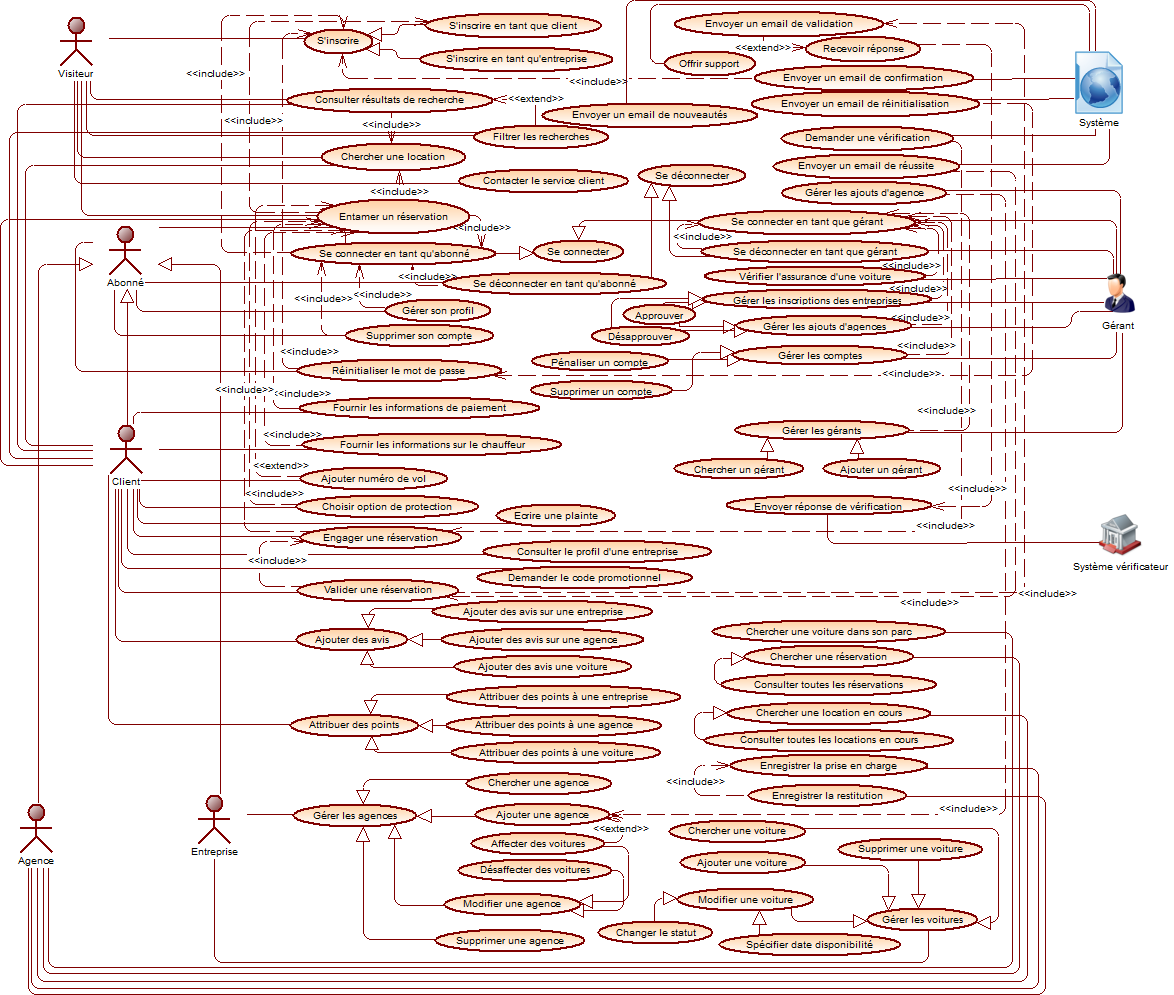 S'inscrire en tant que client
Envoyer un email de validation
S'inscrire
<<extend>>
Recevoir réponse
S'inscrire en tant qu'entreprise
Offrir support
Visiteur
<<include>>
<<include>>
Envoyer un email de confirmation
Consulter résultats de recherche
<<extend>>
Envoyer un email de réinitialisation
Envoyer un email de nouveautés
Système
<<include>>
<<include>>
Filtrer les recherches
Demander une vérification
Chercher une location
Envoyer un email de réussite
Se déconnecter
Contacter le service client
<<include>>
Gérer les ajouts d'agence
Entamer un réservation
<<include>>
Se connecter en tant que gérant
<<include>>
Se connecter en tant qu'abonné
Se connecter
Se déconnecter en tant que gérant
<<include>>
Abonné
<<include>>
Se déconnecter en tant qu'abonné
Vérifier l'assurance d'une voiture
<<include>>
<<include>>
<<include>>
Gérer les inscriptions des entreprises
Gérer son profil
Approuver
<<include>>
Gérer les ajouts d'agences
Gérant
Supprimer son compte
Désapprouver
<<include>>
<<include>>
Gérer les comptes
Pénaliser un compte
Réinitialiser le mot de passe
<<include>>
<<include>>
<<include>>
Supprimer un compte
Fournir les informations de paiement
<<include>>
<<include>>
Gérer les gérants
Fournir les informations sur le chauffeur
<<extend>>
Chercher un gérant
Ajouter un gérant
Client
Ajouter numéro de vol
<<include>>
<<include>>
Choisir option de protection
Envoyer réponse de vérification
Ecrire une plainte
<<include>>
Engager une réservation
Consulter le profil d'une entreprise
<<include>>
Système vérificateur
Demander le code promotionnel
Valider une réservation
<<include>>
<<include>>
Ajouter des avis sur une entreprise
Chercher une voiture dans son parc
Ajouter des avis
Ajouter des avis sur une agence
Chercher une réservation
Ajouter des avis une voiture
Consulter toutes les réservations
Attribuer des points à une entreprise
Chercher une location en cours
Attribuer des points
Attribuer des points à une agence
Consulter toutes les locations en cours
Attribuer des points à une voiture
Enregistrer la prise en charge
<<include>>
Chercher une agence
Enregistrer la restitution
<<include>>
Gérer les agences
Ajouter une agence
<<extend>>
Chercher une voiture
Affecter des voitures
Entreprise
Supprimer une voiture
Agence
Ajouter une voiture
Désaffecter des voitures
Modifier une agence
Modifier une voiture
Gérer les voitures
Changer le statut
Supprimer une agence
Spécifier date disponibilité